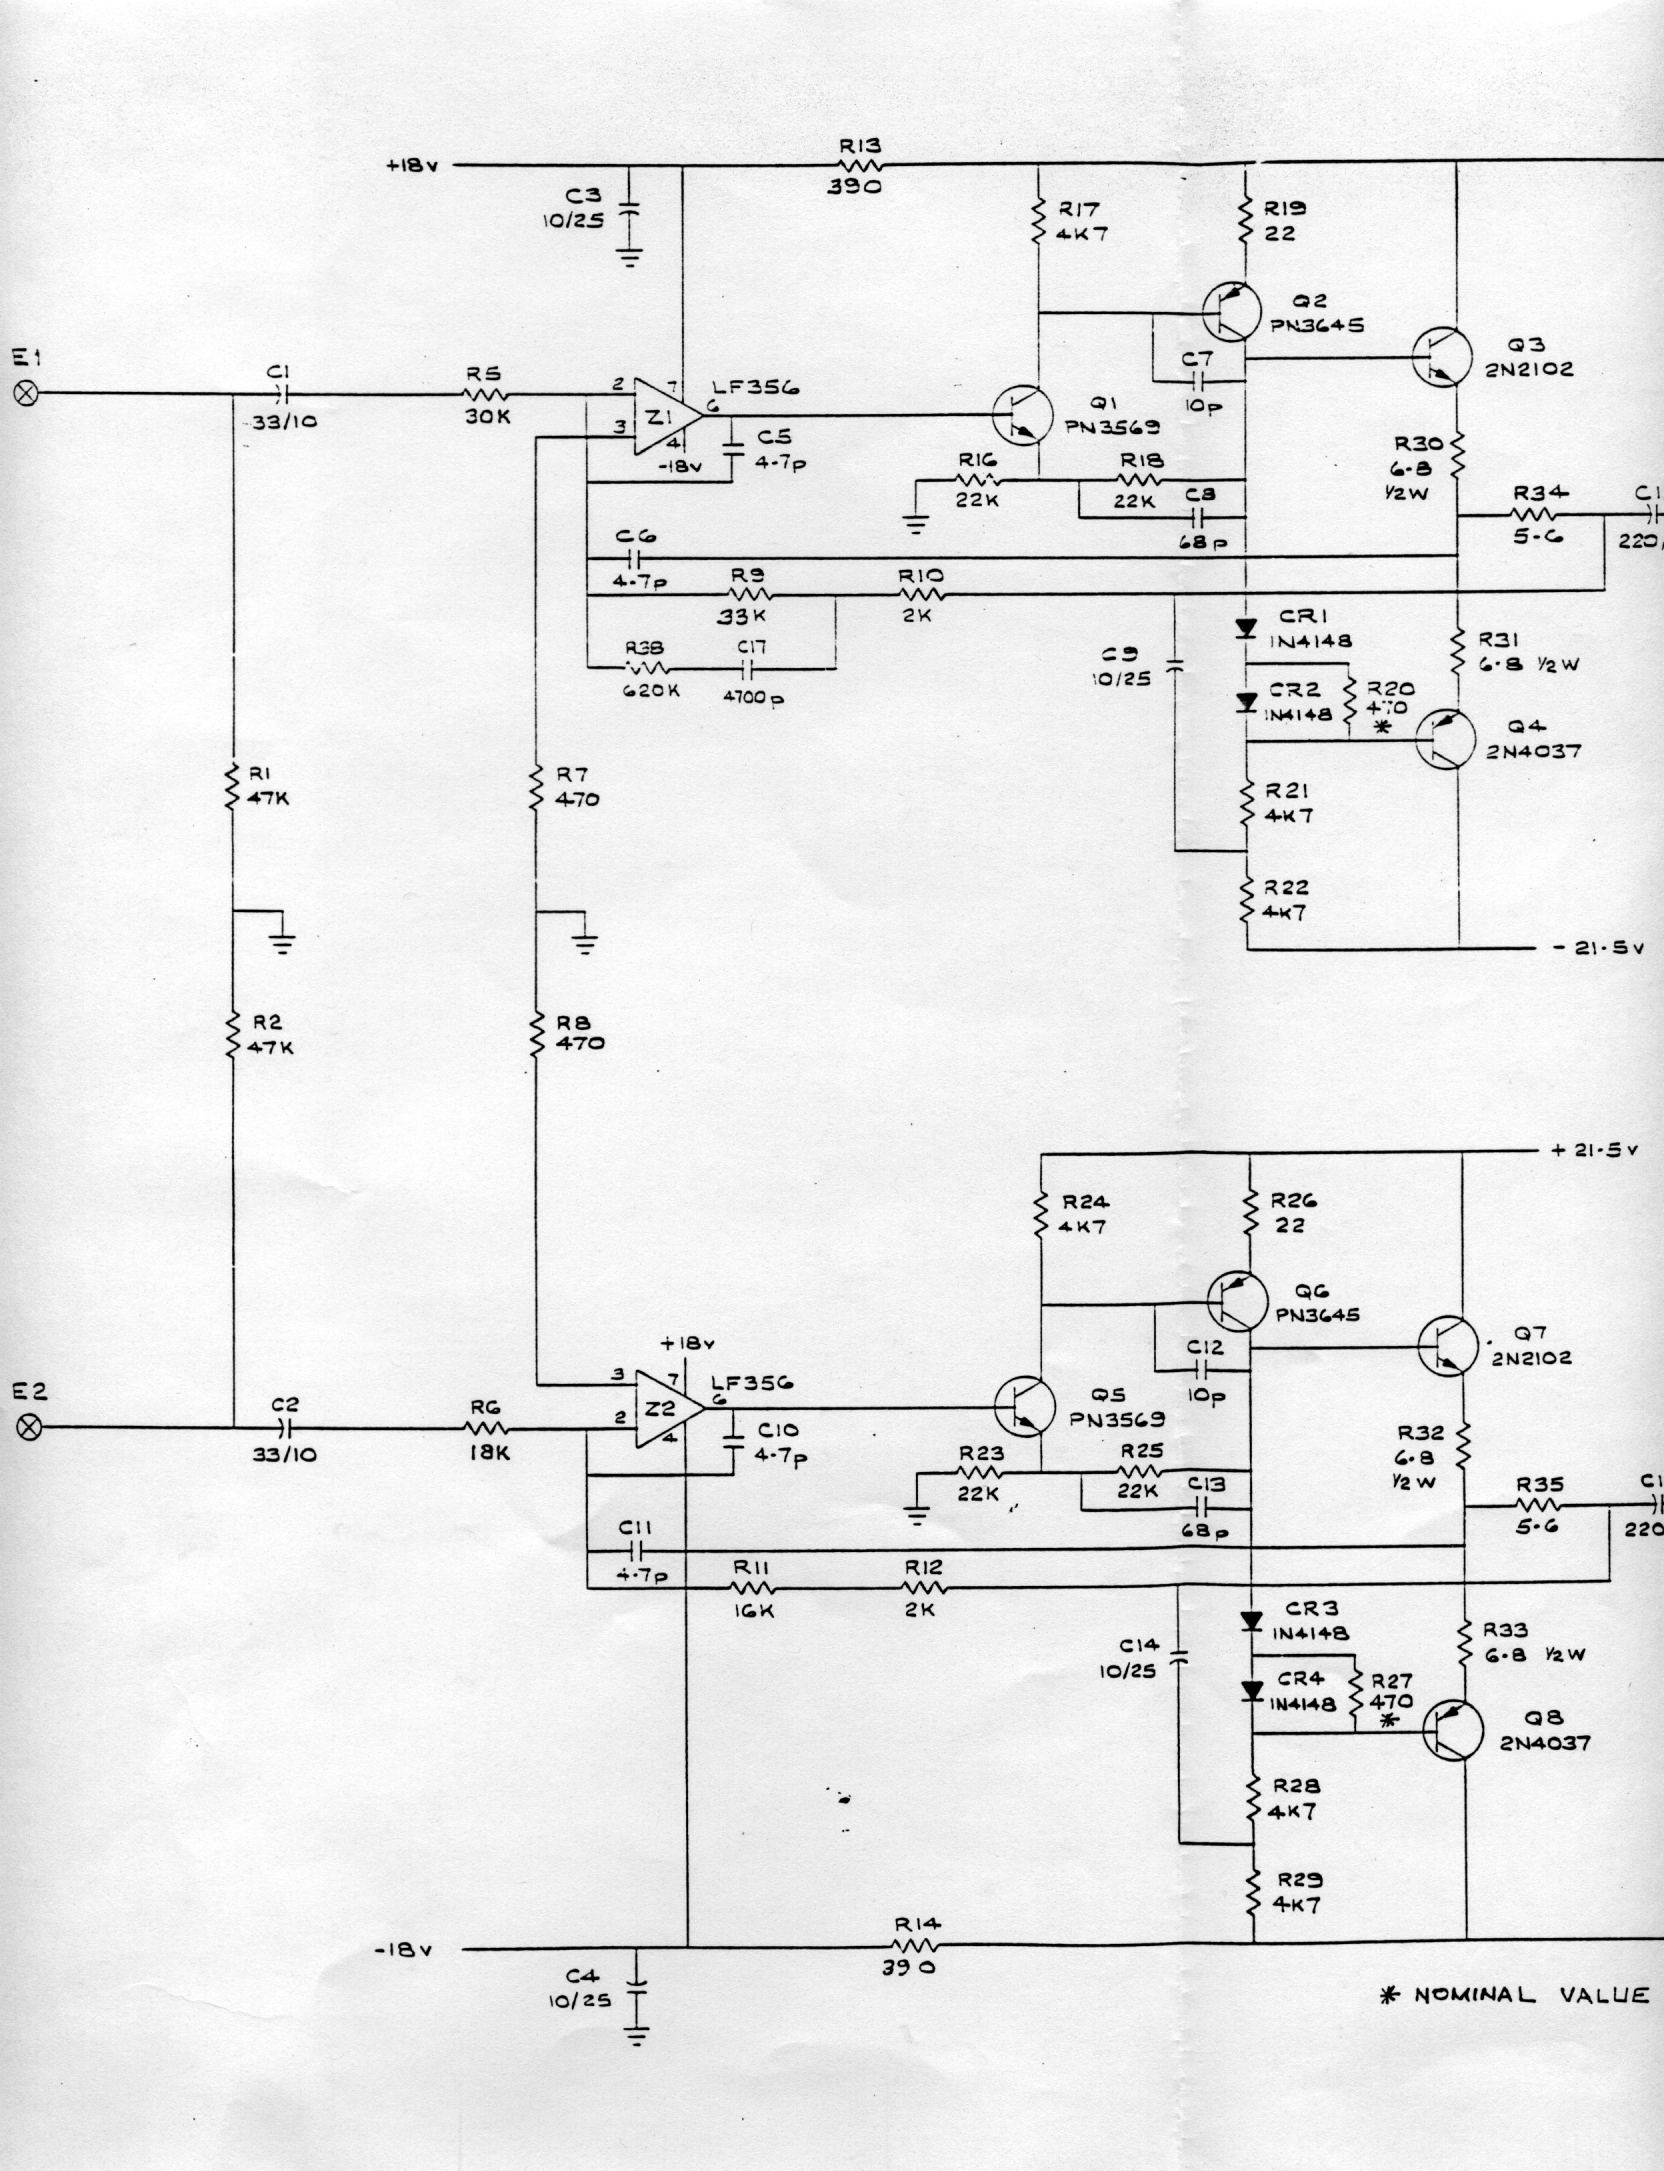 R13
+18v
390
C3
10/25
R17
4K7
R19
22
Q2
PN3645
E1
C1
33/10
R5
30K
2
7
LF356
6
3
Z1
4
-18v
C5
4.7p
Q1
PN3569
C7
10p
Q3
2N2102
R16
22K
R18
22K
C8
68p
R30
6.8
½W
R34
5.6
C1
220
C6
4.7p
R9
33K
R10
2K
R38
620K
C17
4700p
C9
10/25
CR1
1N4148
CR2
1N4148
R20
470
*
R31
6.8 ½W
Q4
2N4037
R1
47K
R7
470
R21
4K7
R22
4K7
- 21.5v
R2
47K
R8
470
+ 21.5v
R24
4K7
R26
22
Q6
PN3645
Q7
2N2102
+18v
E2
C2
33/10
R6
18K
3
7
LF356
6
2
Z2
4
C10
4.7p
Q5
PN3569
C12
10p
R23
22K
R25
22K
C13
68p
R32
6.8
½W
R35
5.6
C1
220
C11
4.7p
R11
16K
R12
2K
C14
10/25
CR3
1N4148
CR4
1N4148
R27
470
*
R33
6.8 ½W
Q8
2N4037
R28
4K7
R29
4K7
-18v
R14
390
C4
10/25
* NOMINAL VALUE